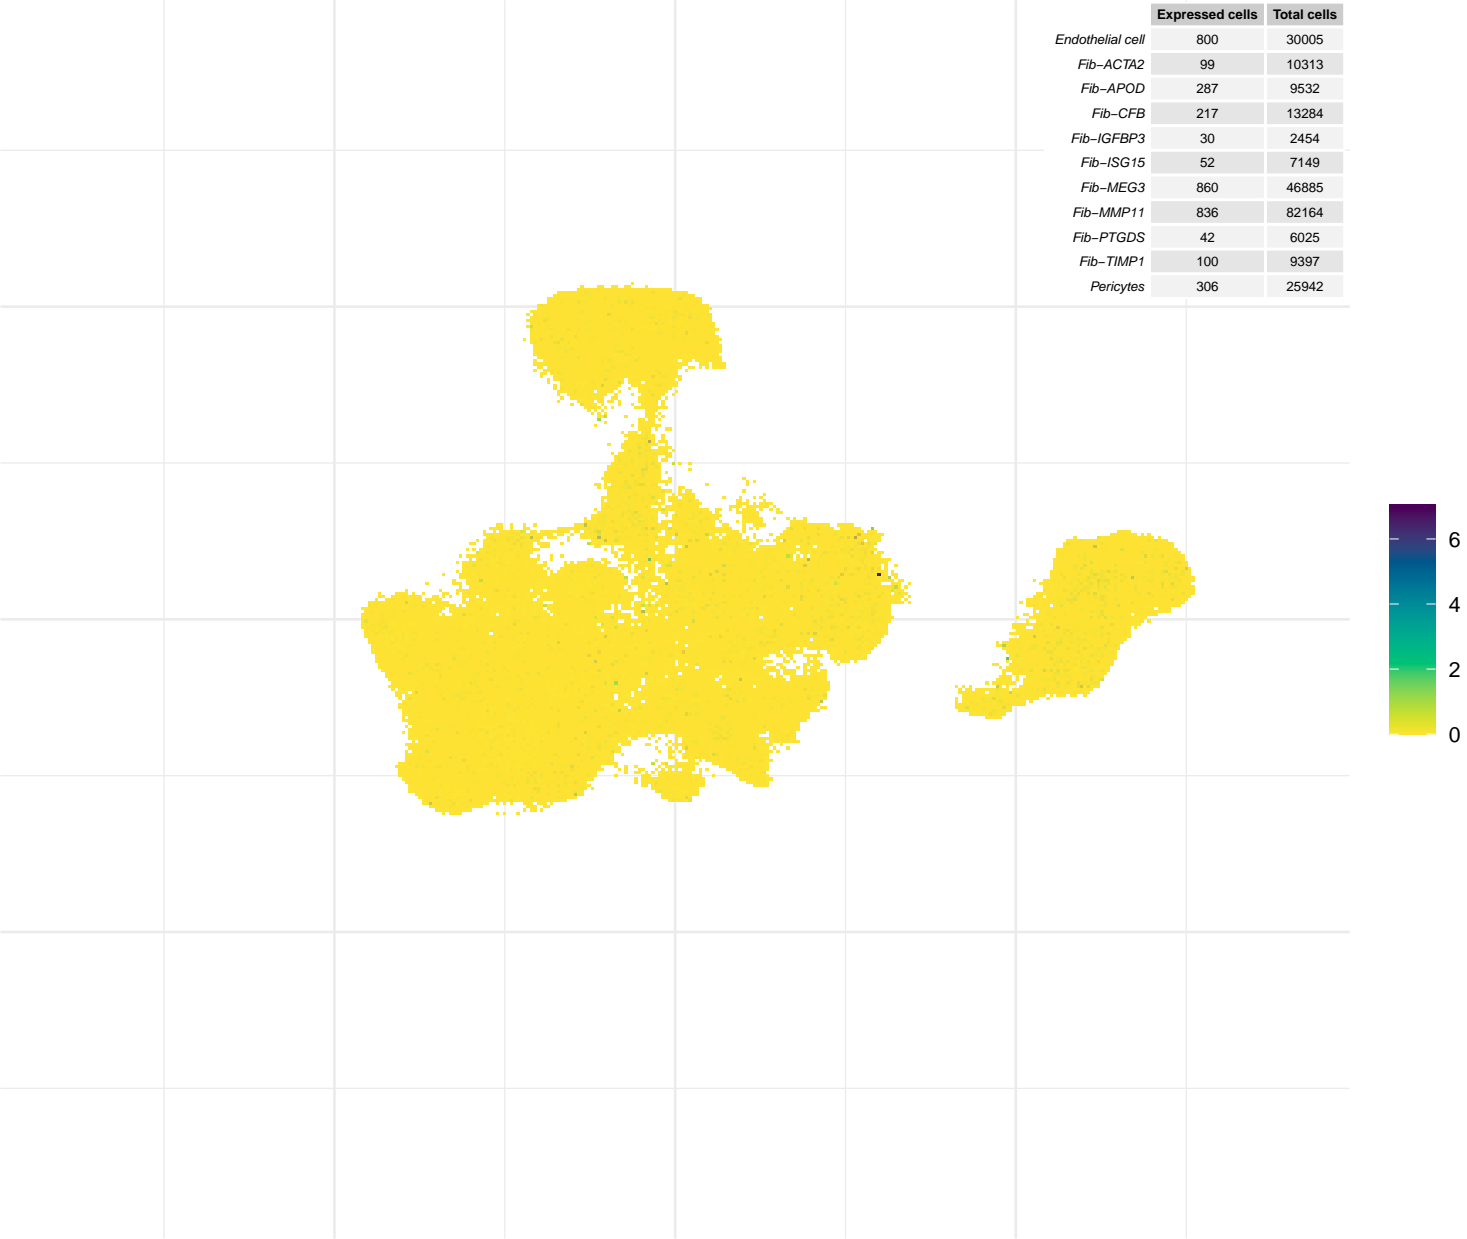 Expressed cells Total cells
Endothelial cell 800 30005
Fib−ACTA2 99 10313
Fib−APOD 287 9532
Fib−CFB 217 13284
Fib−IGFBP3 30 2454
Fib−ISG15 52 7149
Fib−MEG3 860 46885
Fib−MMP11 836 82164
Fib−PTGDS 42 6025
Fib−TIMP1 100 9397
Pericytes 306 25942
6
4
2
0